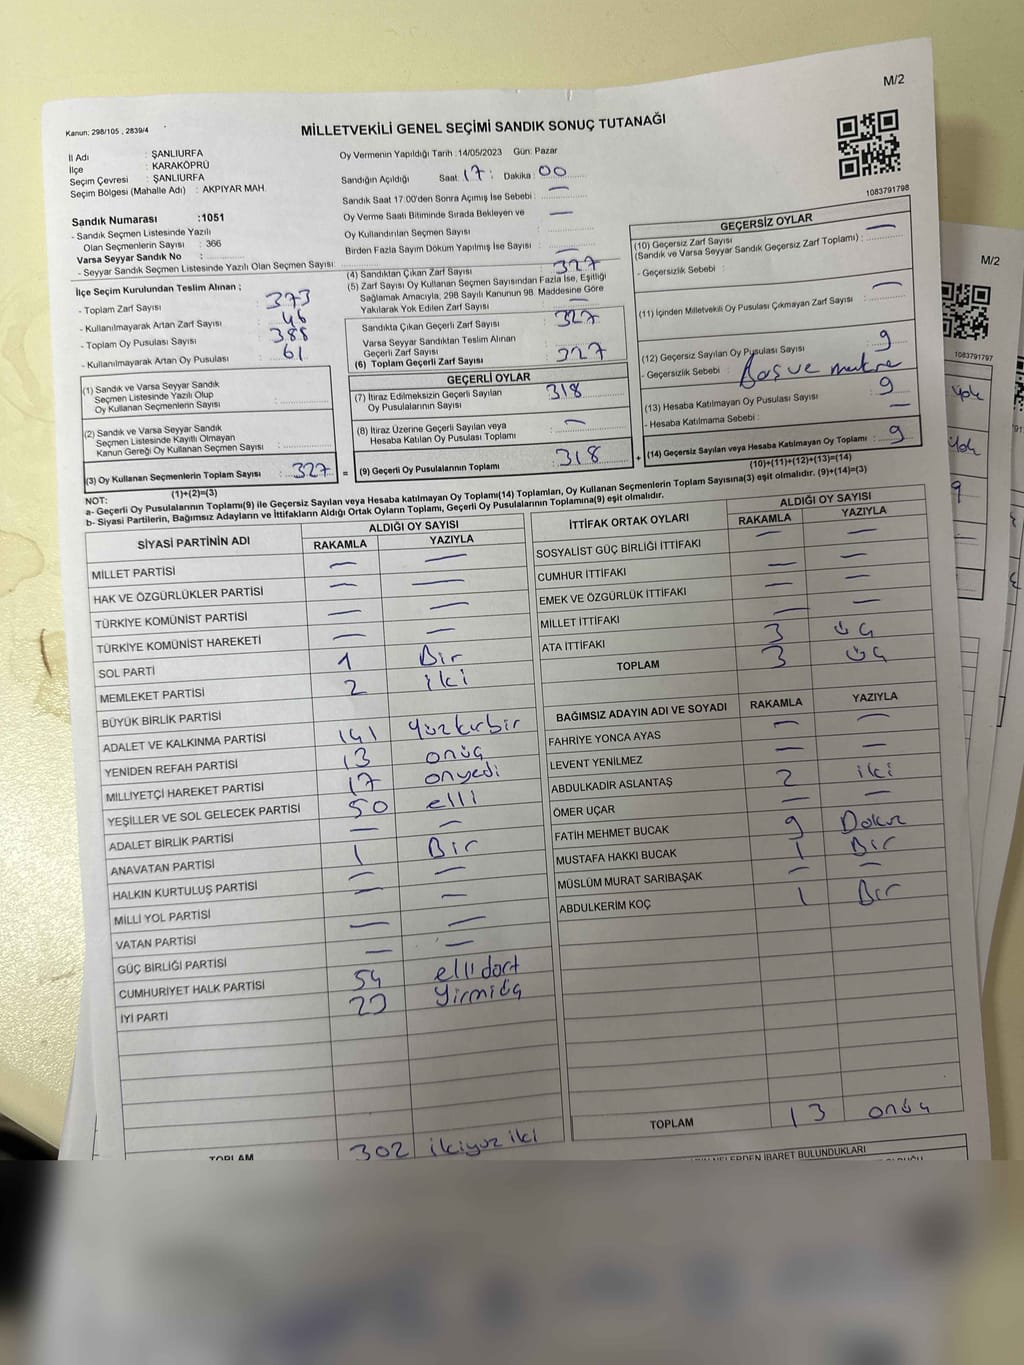 M/2
Kanun: 298/105 , 2839/4
MİLLETVEKİLİ GENEL SEÇİMİ SANDIK SONUÇ TUTANAĞI
İl Adı : ŞANLIURFA
İlçe : KARAKÖPRÜ
Seçim Çevresi : ŞANLIURFA
Seçim Bölgesi (Mahalle Adı) : AKPIYAR MAH.
Oy Vermenin Yapıldığı Tarih :14/05/2023 Gün: Pazar
Sandığın Açıldığı Saat: 17 : Dakika : 00
Sandık Saat 17:00'den Sonra Açımış İse Sebebi : —
Oy Verme Saati Bitiminde Sırada Bekleyen ve
Oy Kullandırılan Seçmen Sayısı : —
Birden Fazla Sayım Döküm Yapılmış İse Sayısı : —
1083791798
Sandık Numarası :1051
- Sandık Seçmen Listesinde Yazılı
Olan Seçmenlerin Sayısı : 366
Varsa Seyyar Sandık No :
- Seyyar Sandık Seçmen Listesinde Yazılı Olan Seçmen Sayısı:
İlçe Seçim Kurulundan Teslim Alınan ;
- Toplam Zarf Sayısı : 373
- Kullanılmayarak Artan Zarf Sayısı : 46
- Toplam Oy Pusulası Sayısı : 388
- Kullanılmayarak Artan Oy Pusulası : 61
(1) Sandık ve Varsa Seyyar Sandık
Seçmen Listesinde Yazılı Olup
Oy Kullanan Seçmenlerin Sayısı :
(2) Sandık ve Varsa Seyyar Sandık
Seçmen Listesinde Kayıtlı Olmayan
Kanun Gereği Oy Kullanan Seçmen Sayısı :
(3) Oy Kullanan Seçmenlerin Toplam Sayısı : 327 =
(1)+(2)=(3)
(4) Sandıktan Çıkan Zarf Sayısı : 327
(5) Zarf Sayısı Oy Kullanan Seçmen Sayısından Fazla İse, Eşitliği
Sağlamak Amacıyla, 298 Sayılı Kanunun 98. Maddesine Göre
Yakılarak Yok Edilen Zarf Sayısı : —
Sandıkta Çıkan Geçerli Zarf Sayısı : 327
Varsa Seyyar Sandıktan Teslim Alınan
Geçerli Zarf Sayısı :
(6) Toplam Geçerli Zarf Sayısı : 327
GEÇERLİ OYLAR
(7) İtiraz Edilmeksizin Geçerli Sayılan
Oy Pusulalarının Sayısı : 318
(8) İtiraz Üzerine Geçerli Sayılan veya
Hesaba Katılan Oy Pusulası Toplamı : —
(9) Geçerli Oy Pusulalarının Toplamı : 318 +
GEÇERSİZ OYLAR
(10) Geçersiz Zarf Sayısı
(Sandık ve Varsa Seyyar Sandık Geçersiz Zarf Toplamı) : —
- Geçersizlik Sebebi :
(11) İçinden Milletvekili Oy Pusulası Çıkmayan Zarf Sayısı : —
(12) Geçersiz Sayılan Oy Pusulası Sayısı : 9
- Geçersizlik Sebebi : Boş ve
(13) Hesaba Katılmayan Oy Pusulası Sayısı : 9
- Hesaba Katılmama Sebebi : —
(14) Geçersiz Sayılan veya Hesaba Katılmayan Oy Toplamı : 9
(10)+(11)+(12)+(13)=(14)
NOT:
a- Geçerli Oy Pusulalarının Toplamı(9) ile Geçersiz Sayılan veya Hesaba katılmayan Oy Toplamı(14) Toplamları, Oy Kullanan Seçmenlerin Toplam Sayısına(3) eşit olmalıdır. (9)+(14)=(3)
b- Siyasi Partilerin, Bağımsız Adayların ve İttifakların Aldığı Ortak Oyların Toplamı, Geçerli Oy Pusulalarının Toplamına(9) eşit olmalıdır.
SİYASİ PARTİNİN ADI ALDIĞI OY SAYISI
RAKAMLA YAZIYLA
MİLLET PARTİSİ — —
HAK VE ÖZGÜRLÜKLER PARTİSİ — —
TÜRKİYE KOMÜNİST PARTİSİ — —
TÜRKİYE KOMÜNİST HAREKETİ — —
SOL PARTİ 1 Bir
MEMLEKET PARTİSİ 2 iki
BÜYÜK BİRLİK PARTİSİ
ADALET VE KALKINMA PARTİSİ 141 Yüzkırbir
YENİDEN REFAH PARTİSİ 13 onüç
MİLLİYETÇİ HAREKET PARTİSİ 17 onyedi
YEŞİLLER VE SOL GELECEK PARTİSİ 50 elli
ADALET BİRLİK PARTİSİ — —
ANAVATAN PARTİSİ 1 Bir
HALKIN KURTULUŞ PARTİSİ — —
MİLLİ YOL PARTİSİ — —
VATAN PARTİSİ — —
GÜÇ BİRLİĞİ PARTİSİ — —
CUMHURİYET HALK PARTİSİ 54 ellidört
İYİ PARTİ 23 Yirmiüç
TOPLAM 302 ikiyüz iki
İTTİFAK ORTAK OYLARI ALDIĞI OY SAYISI
RAKAMLA YAZIYLA
SOSYALİST GÜÇ BİRLİĞİ İTTİFAKI — —
CUMHUR İTTİFAKI — —
EMEK VE ÖZGÜRLÜK İTTİFAKI — —
MİLLET İTTİFAKI — —
ATA İTTİFAKI 3 üç
TOPLAM 3 üç
BAĞIMSIZ ADAYIN ADI VE SOYADI RAKAMLA YAZIYLA
FAHRİYE YONCA AYAS — —
LEVENT YENİLMEZ — —
ABDULKADİR ASLANTAŞ 2 iki
ÖMER UÇAR — —
FATİH MEHMET BUCAK 9 Dokuz
MUSTAFA HAKKI BUCAK 1 Bir
MÜSLÜM MURAT SARIBAŞAK — —
ABDULKERİM KOÇ 1 Bir
TOPLAM 13 onüç
M/2
1083791797